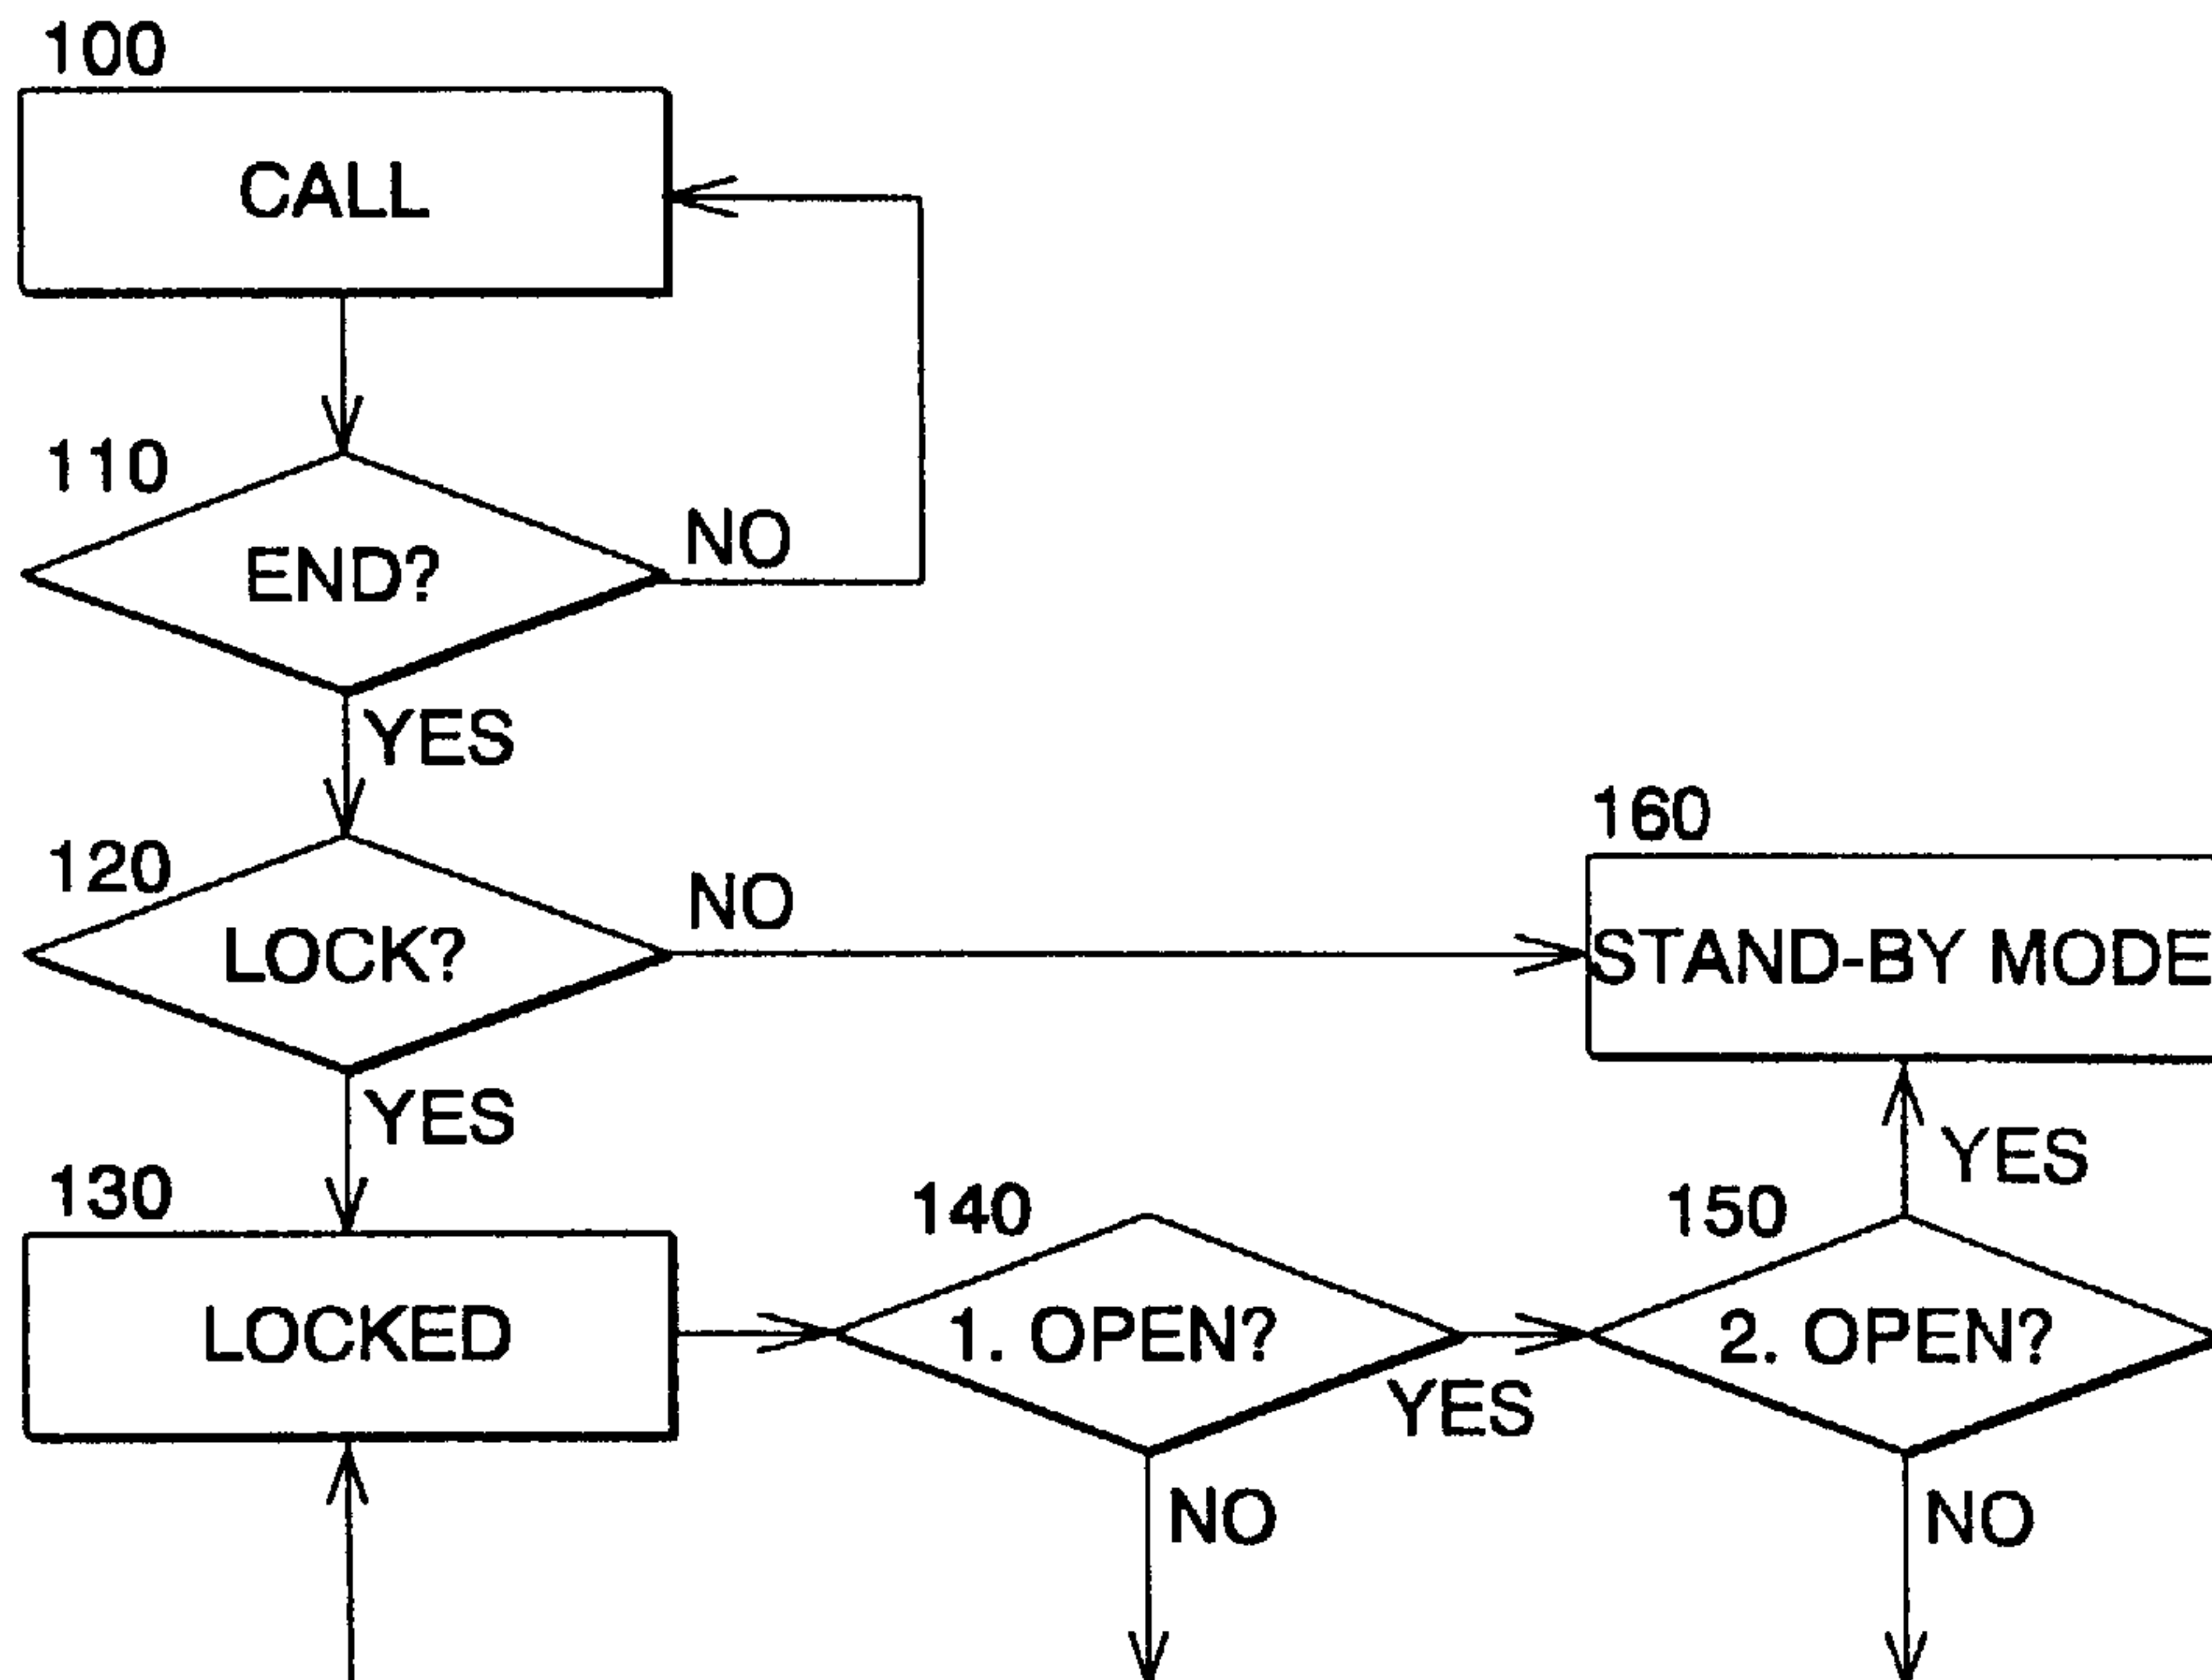 100
CALL
110
END?
NO
YES
120
LOCK?
NO
160
STAND-BY MODE
YES
130
LOCKED
140
1. OPEN?
YES
150
2. OPEN?
YES
NO
NO